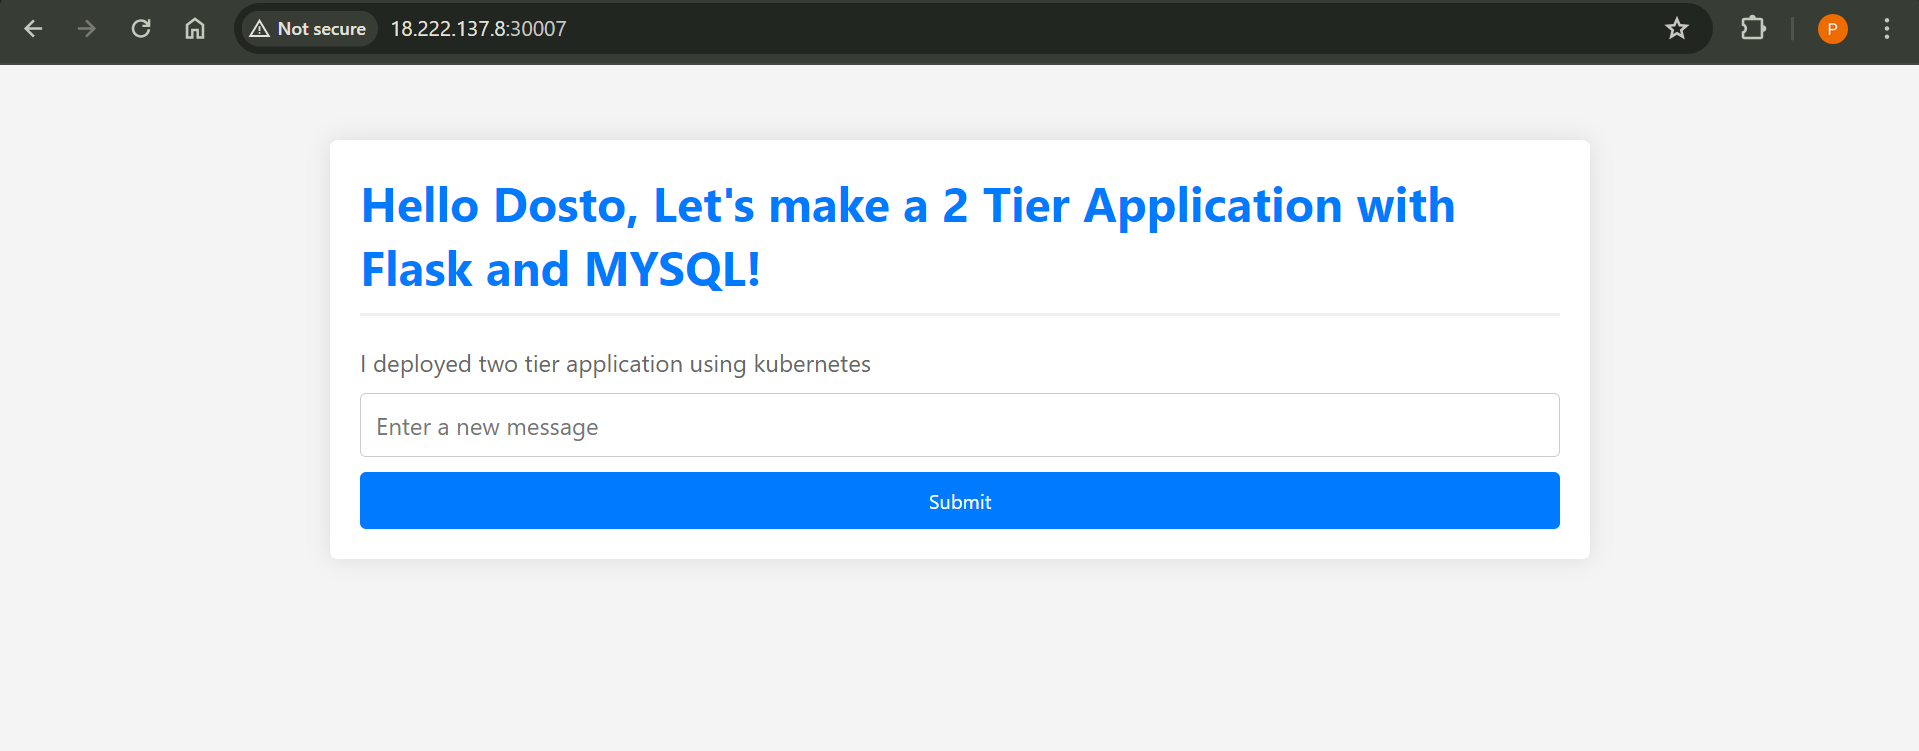 Not secure
18.222.137.8:30007
P
Hello Dosto, Let's make a 2 Tier Application with
Flask and MYSQL!
I deployed two tier application using kubernetes
Enter a new message
Submit